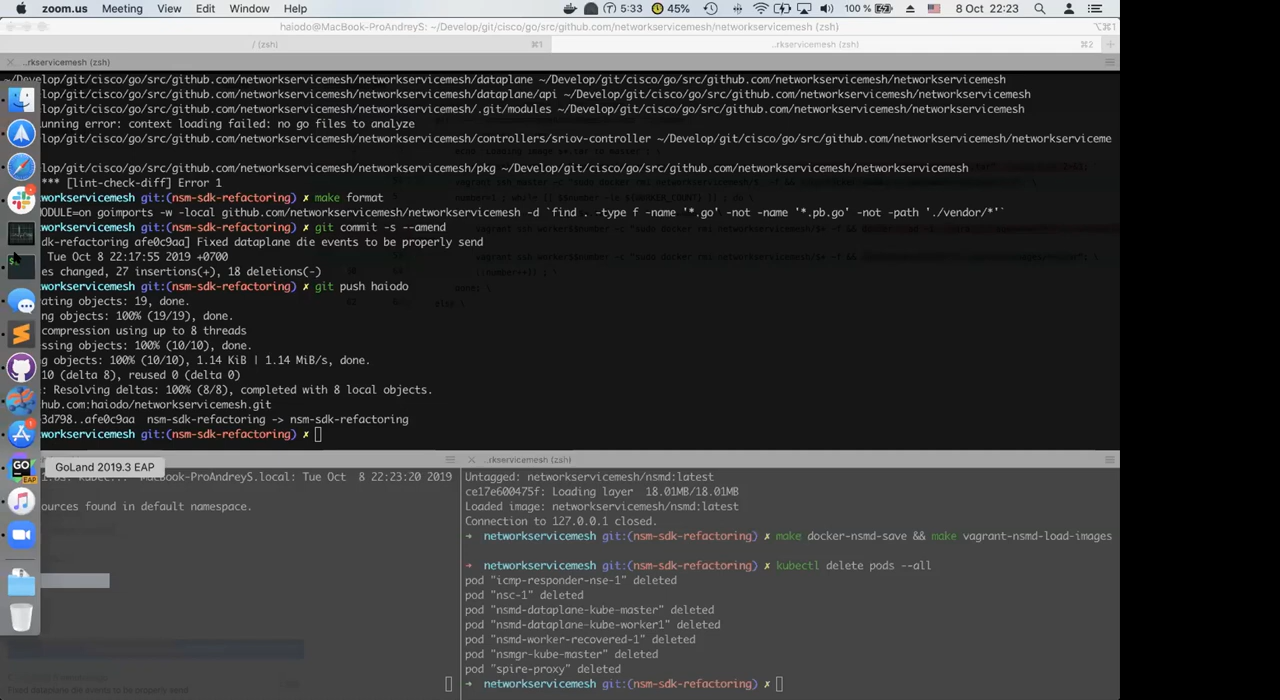 zoom.us Meeting View Edit Window Help 5:33 45% 100 % 8 Oct 22:23
haiodo@MacBook-ProAndreyS: ~/Develop/git/cisco/go/src/github.com/networkservicemesh/networkservicemesh (zsh) ⌥⌘1
/ (zsh) ⌘1 ..rkservicemesh (zsh) ⌘2
..rkservicemesh (zsh)
~/Develop/git/cisco/go/src/github.com/networkservicemesh/networkservicemesh/dataplane ~/Develop/git/cisco/go/src/github.com/networkservicemesh/networkservicemesh
lop/git/cisco/go/src/github.com/networkservicemesh/networkservicemesh/dataplane/api ~/Develop/git/cisco/go/src/github.com/networkservicemesh/networkservicemesh
lop/git/cisco/go/src/github.com/networkservicemesh/networkservicemesh/.git/modules ~/Develop/git/cisco/go/src/github.com/networkservicemesh/networkservicemesh
unning error: context loading failed: no go files to analyze
lop/git/cisco/go/src/github.com/networkservicemesh/networkservicemesh/controllers/sriov-controller ~/Develop/git/cisco/go/src/github.com/networkservicemesh/networkserviceme
lop/git/cisco/go/src/github.com/networkservicemesh/networkservicemesh/pkg ~/Develop/git/cisco/go/src/github.com/networkservicemesh/networkservicemesh
*** [lint-check-diff] Error 1
workservicemesh git:(nsm-sdk-refactoring) ✗ make format
ODULE=on goimports -w -local github.com/networkservicemesh/networkservicemesh -d `find . -type f -name '*.go' -not -name '*.pb.go' -not -path './vendor/*'`
workservicemesh git:(nsm-sdk-refactoring) ✗ git commit -s --amend
dk-refactoring afe0c9aa] Fixed dataplane die events to be properly send
Tue Oct 8 22:17:55 2019 +0700
es changed, 27 insertions(+), 18 deletions(-)
workservicemesh git:(nsm-sdk-refactoring) ✗ git push haiodo
ating objects: 19, done.
ng objects: 100% (19/19), done.
compression using up to 8 threads
ssing objects: 100% (10/10), done.
g objects: 100% (10/10), 1.14 KiB | 1.14 MiB/s, done.
10 (delta 8), reused 0 (delta 0)
: Resolving deltas: 100% (8/8), completed with 8 local objects.
hub.com:haiodo/networkservicemesh.git
3d798..afe0c9aa nsm-sdk-refactoring -> nsm-sdk-refactoring
workservicemesh git:(nsm-sdk-refactoring) ✗
GoLand 2019.3 EAP
MacBook-ProAndreyS.local: Tue Oct 8 22:23:20 2019
ources found in default namespace.
..rkservicemesh (zsh)
Untagged: networkservicemesh/nsmd:latest
ce17e600475f: Loading layer 18.01MB/18.01MB
Loaded image: networkservicemesh/nsmd:latest
Connection to 127.0.0.1 closed.
➜ networkservicemesh git:(nsm-sdk-refactoring) ✗ make docker-nsmd-save && make vagrant-nsmd-load-images
➜ networkservicemesh git:(nsm-sdk-refactoring) ✗ kubectl delete pods --all
pod "icmp-responder-nse-1" deleted
pod "nsc-1" deleted
pod "nsmd-dataplane-kube-master" deleted
pod "nsmd-dataplane-kube-worker1" deleted
pod "nsmd-worker-recovered-1" deleted
pod "nsmgr-kube-master" deleted
pod "spire-proxy" deleted
➜ networkservicemesh git:(nsm-sdk-refactoring) ✗